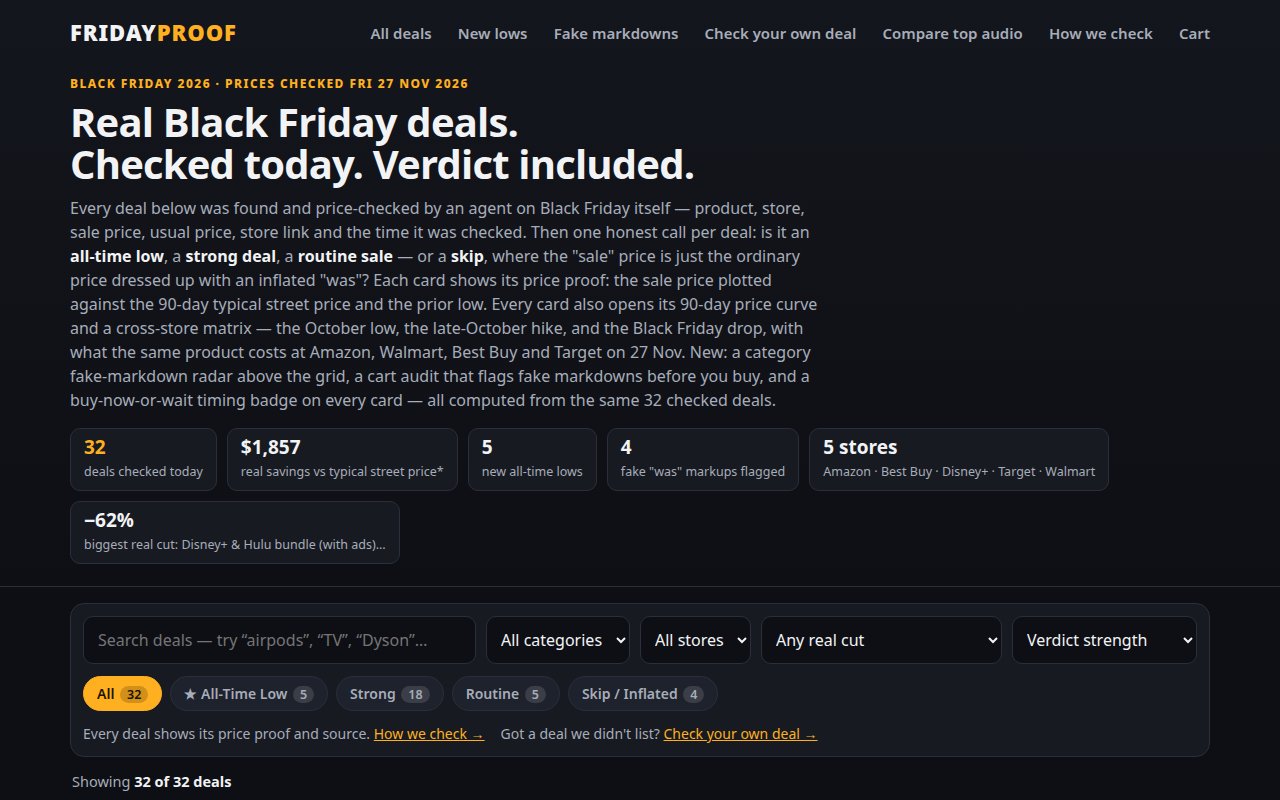 FRIDAYPROOF
All deals New lows Fake markdowns Check your own deal Compare top audio How we check Cart
BLACK FRIDAY 2026 · PRICES CHECKED FRI 27 NOV 2026
Real Black Friday deals.
Checked today. Verdict included.
Every deal below was found and price-checked by an agent on Black Friday itself — product, store,
sale price, usual price, store link and the time it was checked. Then one honest call per deal: is it an
all-time low, a strong deal, a routine sale — or a skip, where the "sale" price is just the ordinary
price dressed up with an inflated "was"? Each card shows its price proof: the sale price plotted
against the 90-day typical street price and the prior low. Every card also opens its 90-day price curve
and a cross-store matrix — the October low, the late-October hike, and the Black Friday drop, with
what the same product costs at Amazon, Walmart, Best Buy and Target on 27 Nov. New: a category
fake-markdown radar above the grid, a cart audit that flags fake markdowns before you buy, and a
buy-now-or-wait timing badge on every card — all computed from the same 32 checked deals.
32
deals checked today
$1,857
real savings vs typical street price*
5
new all-time lows
4
fake "was" markups flagged
5 stores
Amazon · Best Buy · Disney+ · Target · Walmart
−62%
biggest real cut: Disney+ & Hulu bundle (with ads)…
Search deals — try “airpods”, “TV”, “Dyson”… All categories All stores Any real cut Verdict strength
All 32 ★ All-Time Low 5 Strong 18 Routine 5 Skip / Inflated 4
Every deal shows its price proof and source. How we check → Got a deal we didn't list? Check your own deal →
Showing 32 of 32 deals